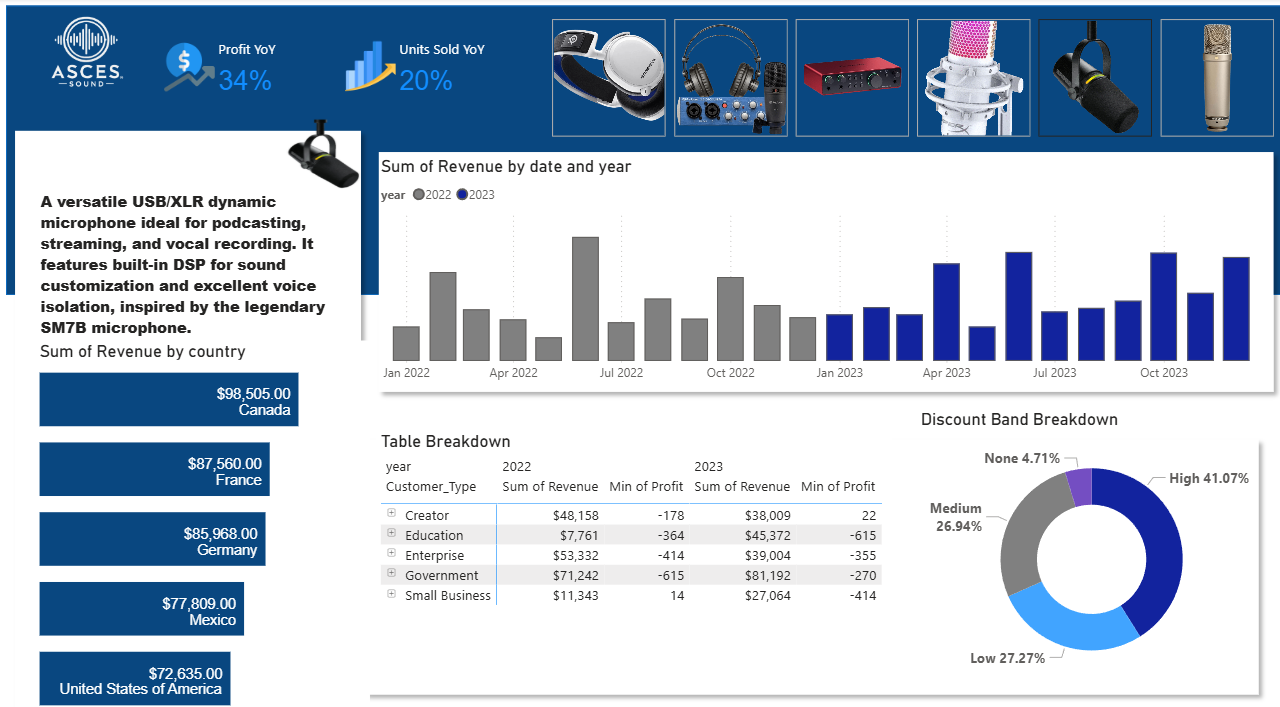 ASCES
SOUND
Profit YoY
34%
Units Sold YoY
20%
A versatile USB/XLR dynamic
microphone ideal for podcasting,
streaming, and vocal recording. It
features built-in DSP for sound
customization and excellent voice
isolation, inspired by the legendary
SM7B microphone.
Sum of Revenue by country
$98,505.00
Canada
$87,560.00
France
$85,968.00
Germany
$77,809.00
Mexico
$72,635.00
United States of America
Sum of Revenue by date and year
year 2022 2023
Jan 2022 Apr 2022 Jul 2022 Oct 2022 Jan 2023 Apr 2023 Jul 2023 Oct 2023
Table Breakdown
year 2022 2023
Customer_Type Sum of Revenue Min of Profit Sum of Revenue Min of Profit
Creator $48,158 -178 $38,009 22
Education $7,761 -364 $45,372 -615
Enterprise $53,332 -414 $39,004 -355
Government $71,242 -615 $81,192 -270
Small Business $11,343 14 $27,064 -414
Discount Band Breakdown
None 4.71%
High 41.07%
Medium
26.94%
Low 27.27%